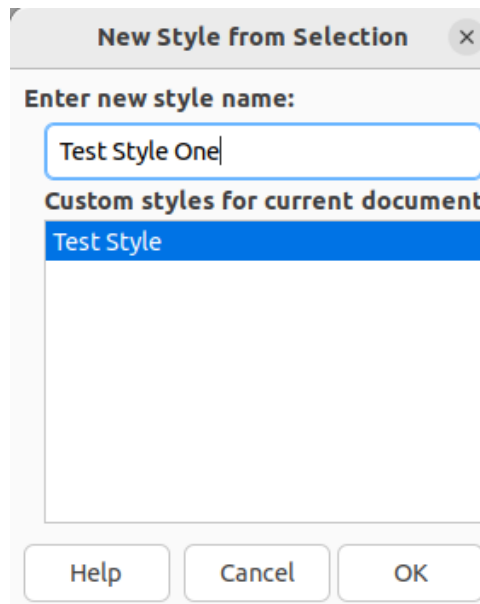 New Style from Selection
Enter new style name:
Test Style One
Custom styles for current document
Test Style
Help Cancel OK